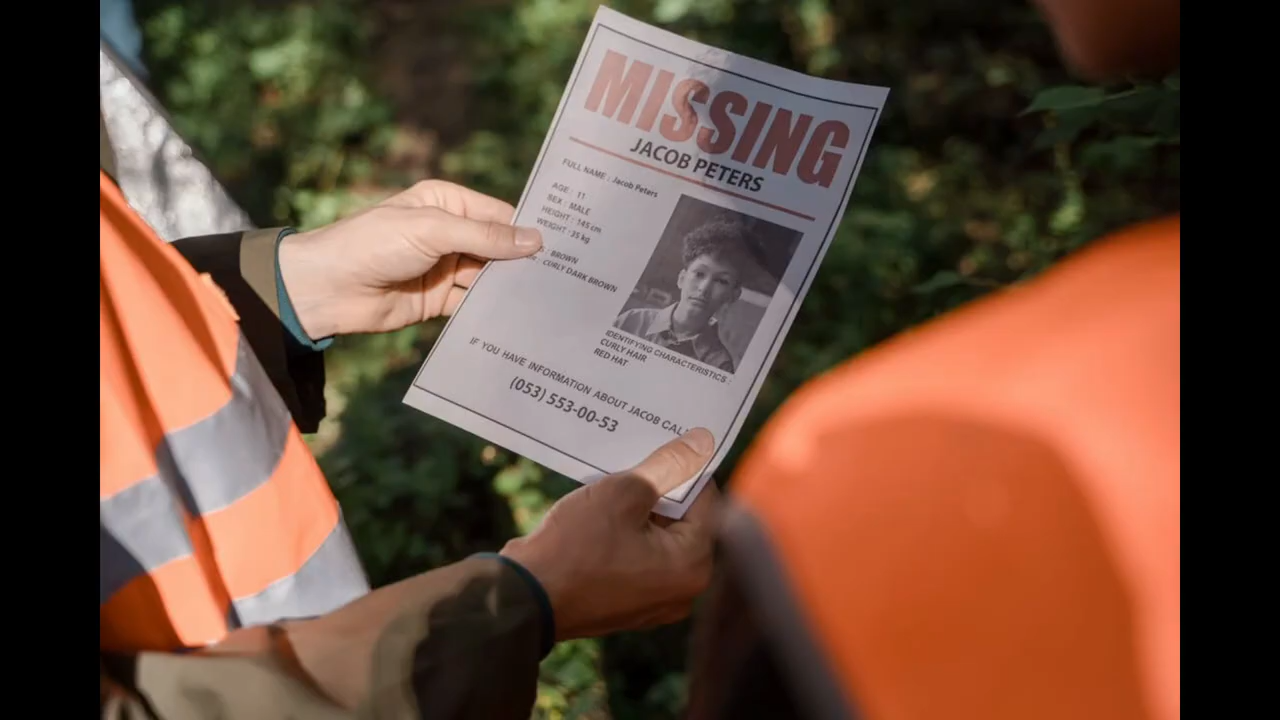 MISSING
JACOB PETERS
FULL NAME : Jacob Peters
AGE : 11
SEX : MALE
HEIGHT : 145 cm
WEIGHT : 35 kg
: BROWN
: CURLY DARK BROWN
IDENTIFYING CHARACTERISTICS :
CURLY HAIR
RED HAT
IF YOU HAVE INFORMATION ABOUT JACOB CALL
(053) 553-00-53